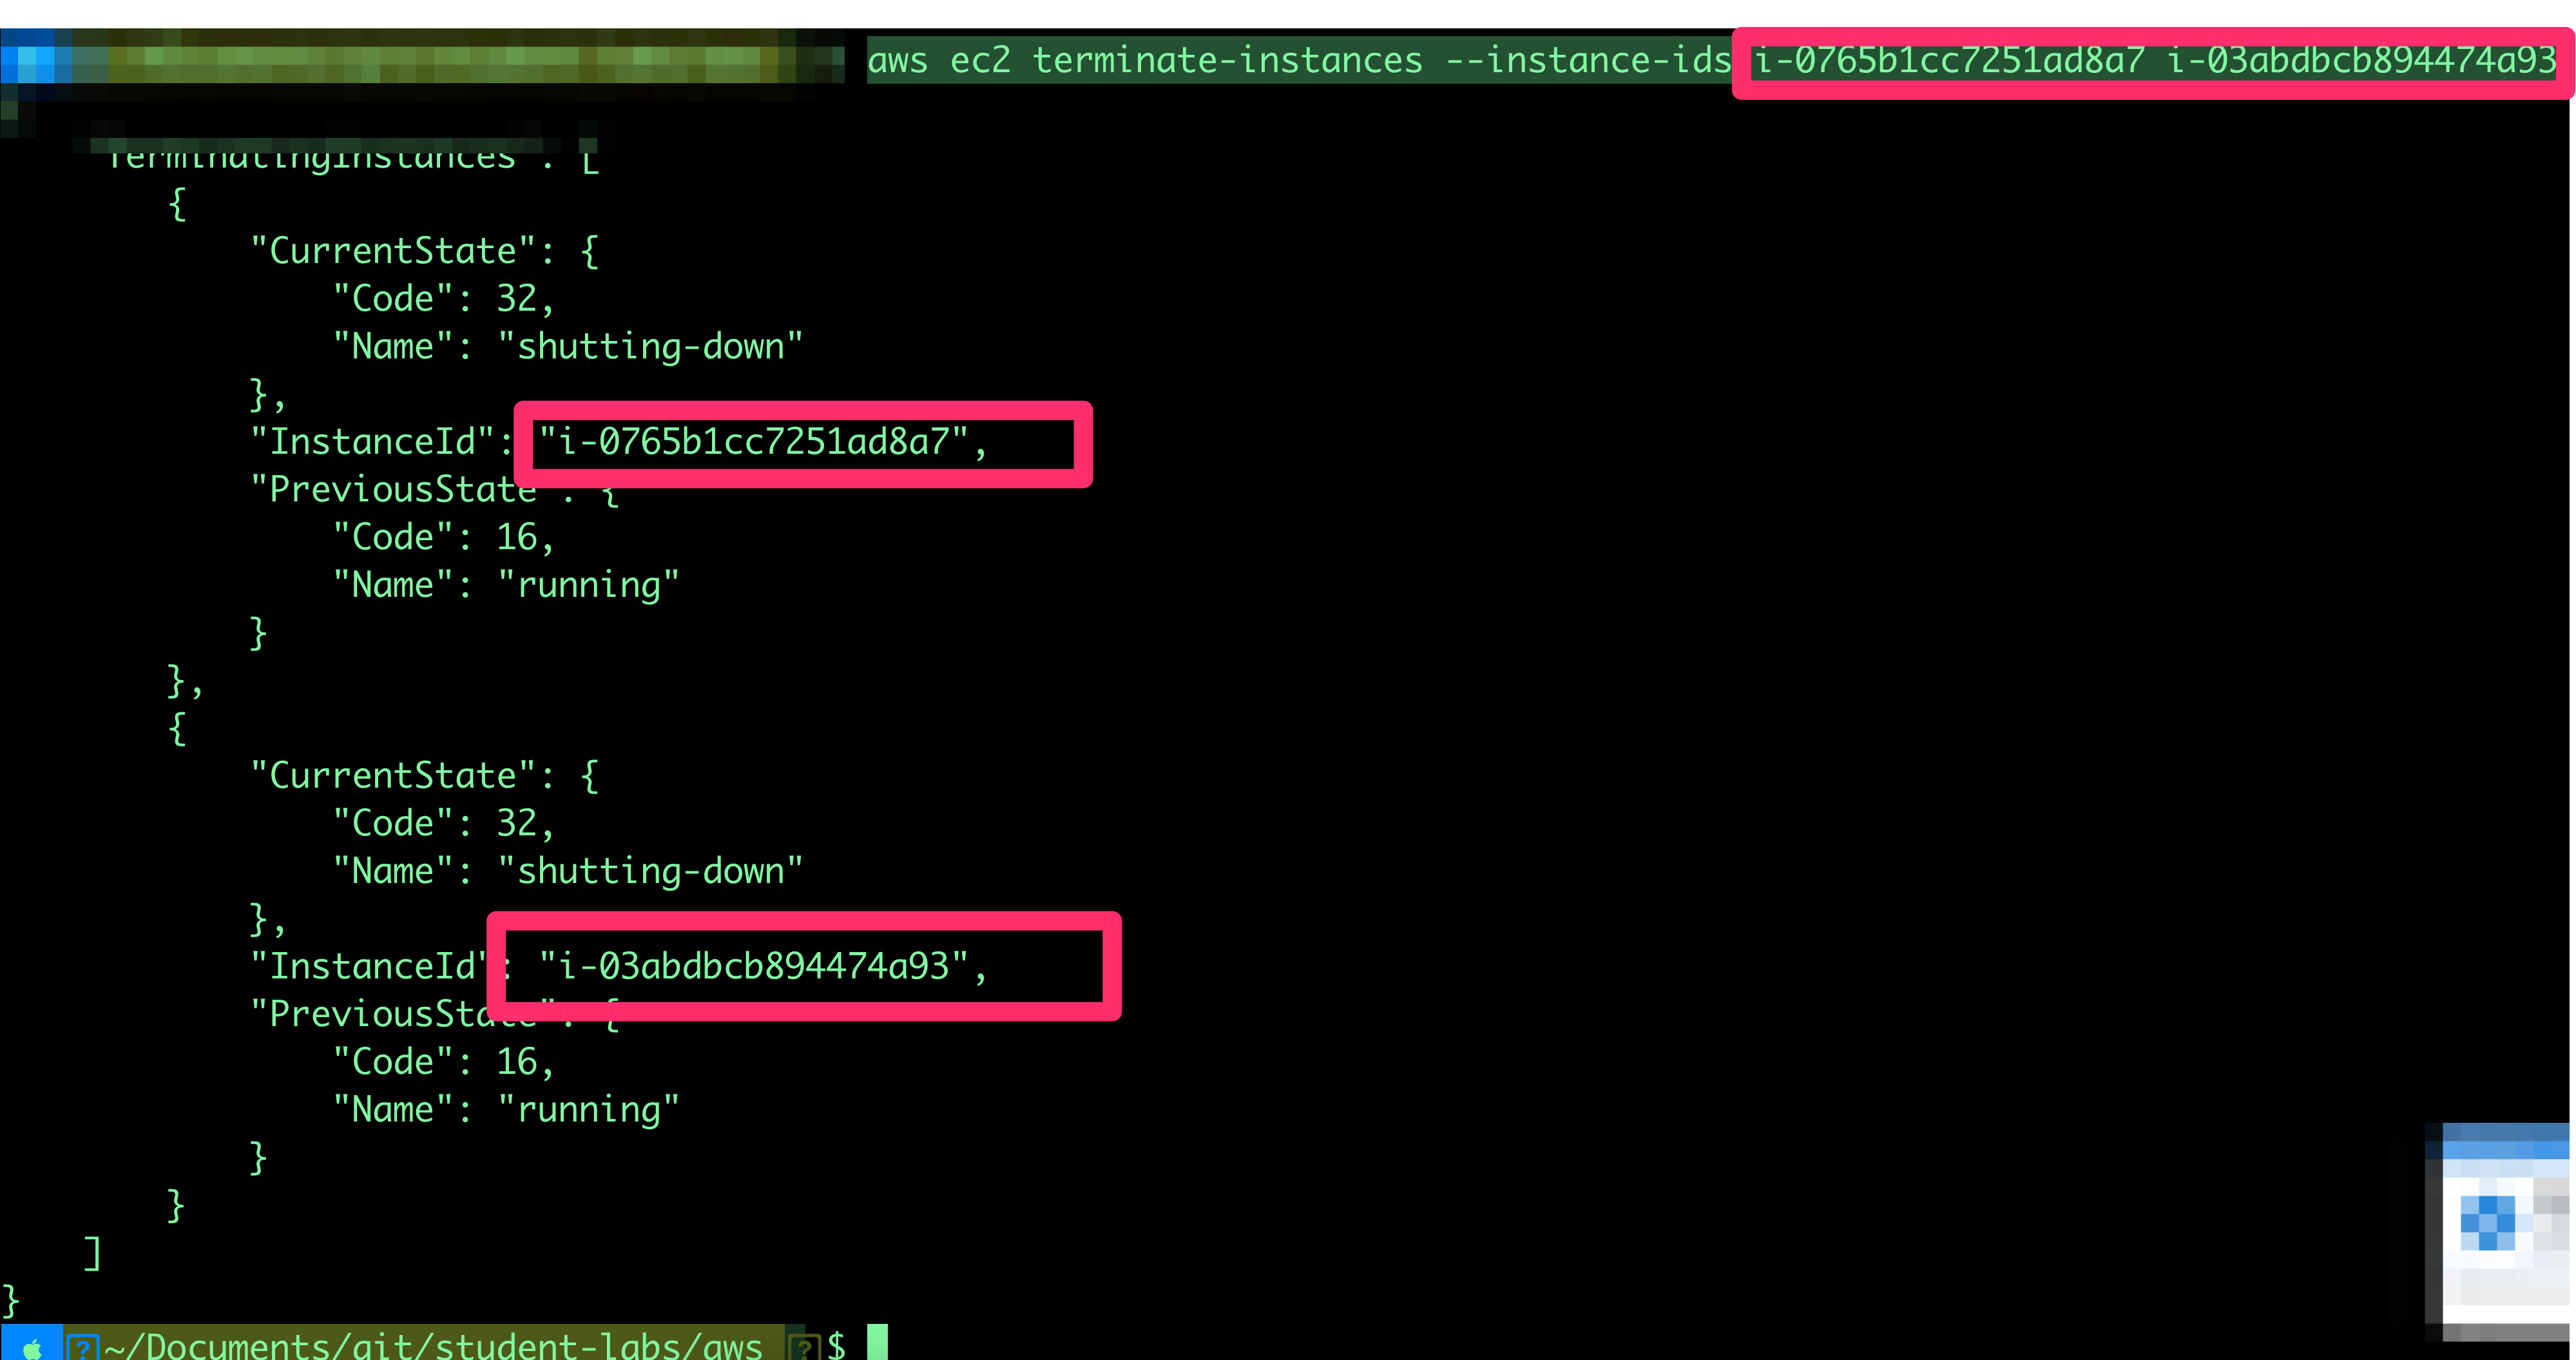 aws ec2 terminate-instances --instance-ids i-0765b1cc7251ad8a7 i-03abdbcb894474a93
"TerminatingInstances": [
{
"CurrentState": {
"Code": 32,
"Name": "shutting-down"
},
"InstanceId": "i-0765b1cc7251ad8a7",
"PreviousState": {
"Code": 16,
"Name": "running"
}
},
{
"CurrentState": {
"Code": 32,
"Name": "shutting-down"
},
"InstanceId": "i-03abdbcb894474a93",
"PreviousState": {
"Code": 16,
"Name": "running"
}
}
]
}
~/Documents/git/student-labs/aws $